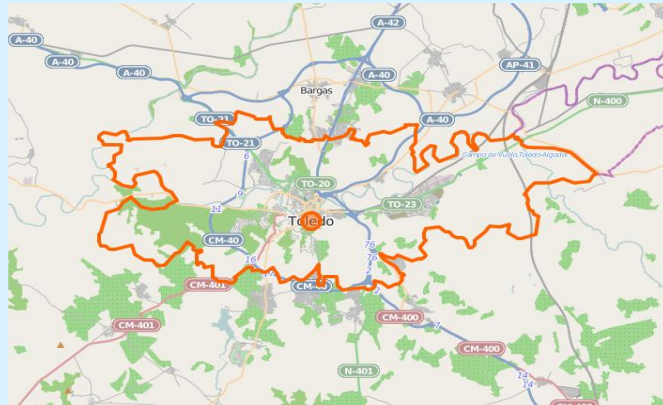 A-42
A-40
A-40
A-40
A-40
AP-41
Bargas
N-400
TO-21
A-40
TO-21
6
Campo de Vuelo Toledo-Algodor
TO-20
9
TO-23
11
Toledo
CM-40
76
76
16
2
CM-401
CM-40
2
CM-401
CM-400
7
CM-400
N-401
14
14